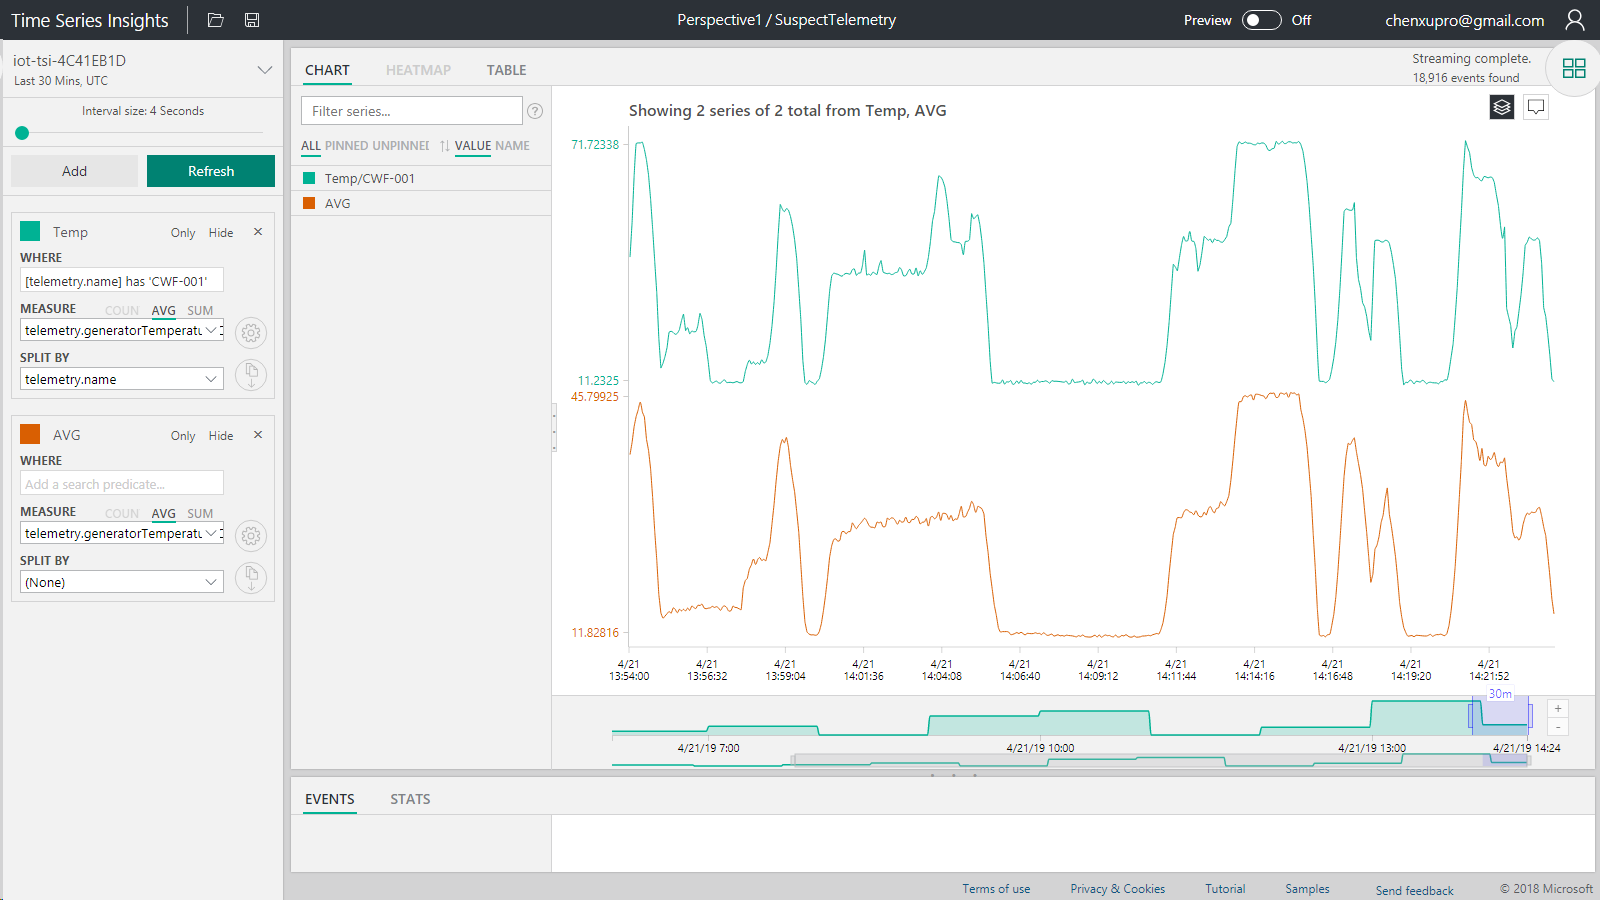 Time Series Insights
Perspective1 / SuspectTelemetry
Preview Off
chenxupro@gmail.com
iot-tsi-4C41EB1D
Last 30 Mins, UTC
Interval size: 4 Seconds
Add Refresh
Temp Only Hide ×
WHERE
[telemetry.name] has 'CWF-001'
MEASURE COUN AVG SUM
telemetry.generatorTemperatu
SPLIT BY
telemetry.name
AVG Only Hide ×
WHERE
Add a search predicate...
MEASURE COUN AVG SUM
telemetry.generatorTemperatu
SPLIT BY
(None)
CHART HEATMAP TABLE
Streaming complete.
18,916 events found
Filter series... ?
ALL PINNED UNPINNED VALUE NAME
Temp/CWF-001
AVG
Showing 2 series of 2 total from Temp, AVG
71.72338
11.2325
45.79925
11.82816
4/21 4/21 4/21 4/21 4/21 4/21 4/21 4/21 4/21 4/21 4/21 4/21
13:54:00 13:56:32 13:59:04 14:01:36 14:04:08 14:06:40 14:09:12 14:11:44 14:14:16 14:16:48 14:19:20 14:21:52
30m
+
-
4/21/19 7:00 4/21/19 10:00 4/21/19 13:00 4/21/19 14:24
EVENTS STATS
Terms of use Privacy & Cookies Tutorial Samples Send feedback © 2018 Microsoft